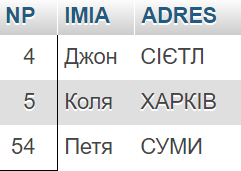 NP IMIA ADRES
4 Джон СІЄТЛ
5 Коля ХАРКІВ
54 Петя СУМИ